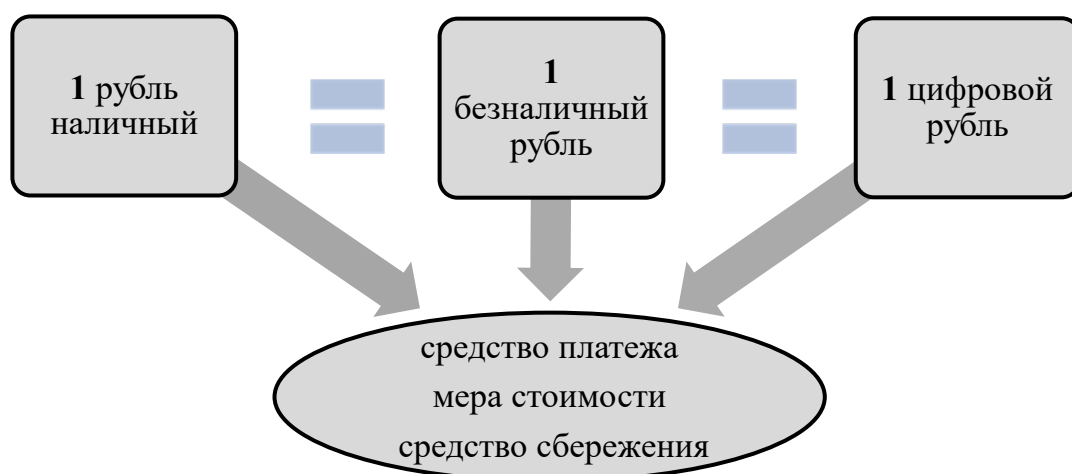 1 рубль
наличный
1
безналичный
рубль
1 цифровой
рубль
средство платежа
мера стоимости
средство сбережения